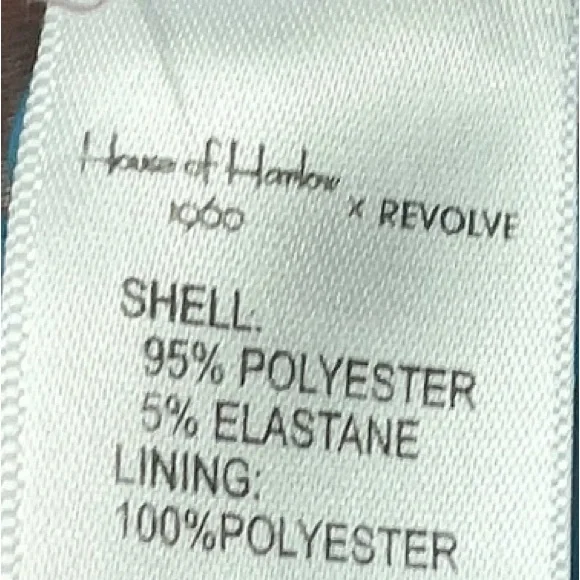 House of Harlow
1960 x REVOLVE
SHELL:
95% POLYESTER
5% ELASTANE
LINING:
100%POLYESTER